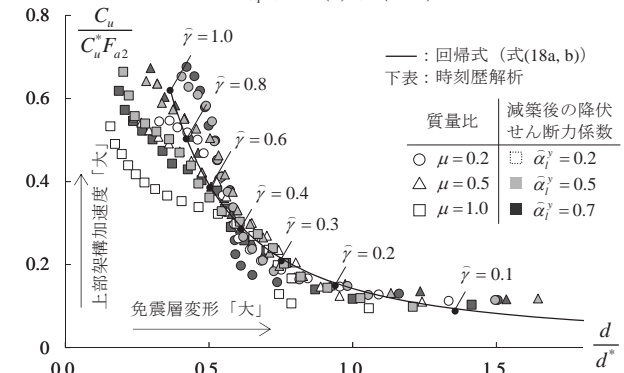 C_u / C_u^* F_{a2}
0.8
0.6
0.4
0.2
0
0.0
0.5
1.0
1.5
d / d^*
γ̂ = 1.0
γ̂ = 0.8
γ̂ = 0.6
γ̂ = 0.4
γ̂ = 0.3
γ̂ = 0.2
γ̂ = 0.1
上部架構加速度「大」
免震層変形「大」
—：回帰式（式(18a, b)）
下表：時刻歴解析
質量比
減築後の降伏
せん断力係数
○ μ = 0.2
α̂_l^y = 0.2
△ μ = 0.5
α̂_l^y = 0.5
□ μ = 1.0
α̂_l^y = 0.7